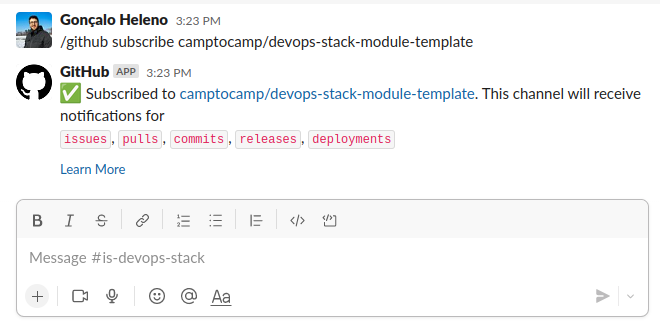 Gonçalo Heleno 3:23 PM
/github subscribe camptocamp/devops-stack-module-template
GitHub APP 3:23 PM
Subscribed to camptocamp/devops-stack-module-template. This channel will receive
notifications for
issues, pulls, commits, releases, deployments
Learn More
B I S
Message #is-devops-stack
Aa